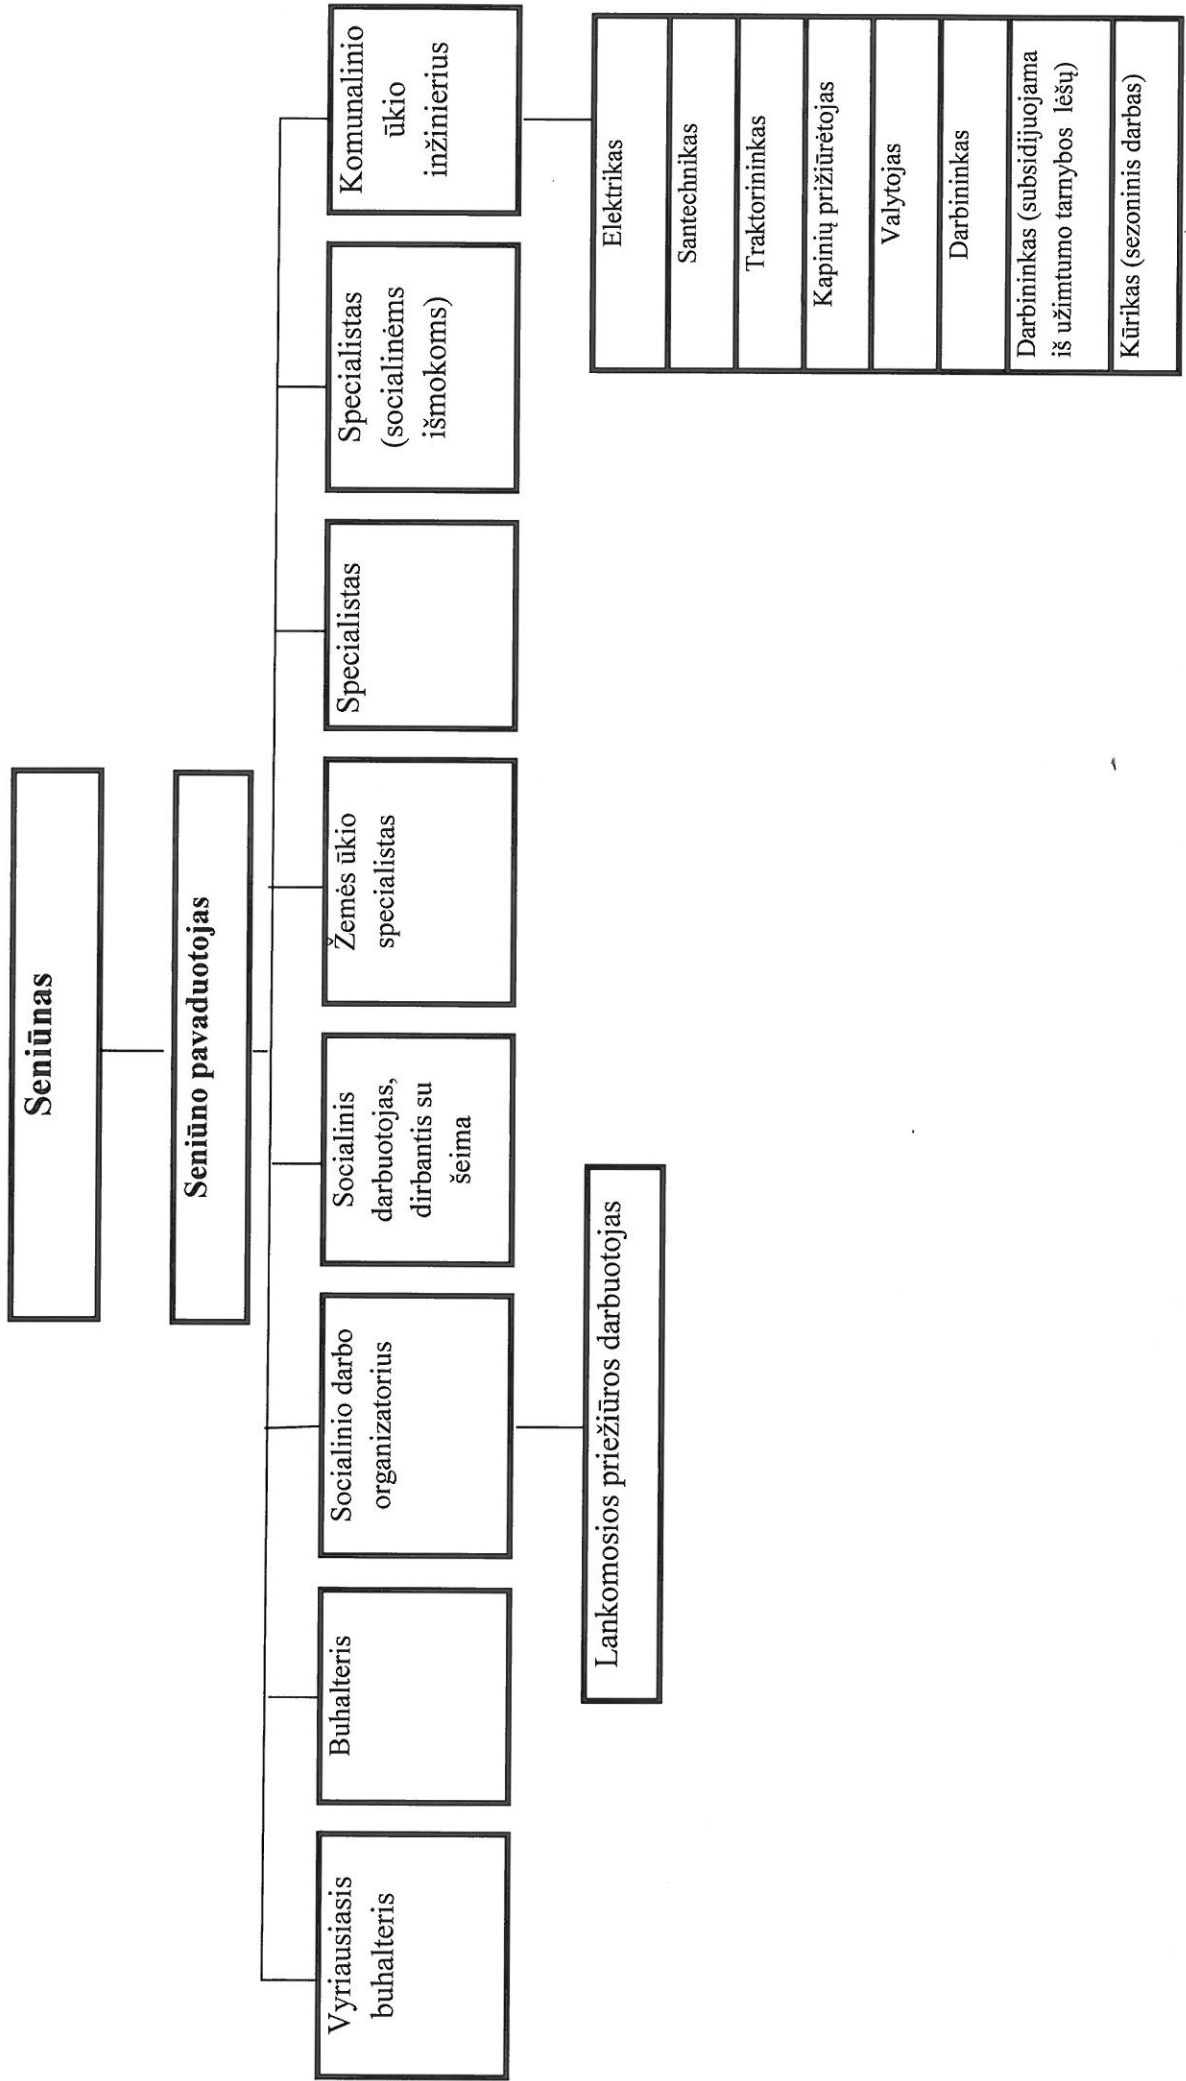 Seniūnas
Seniūno pavaduotojas
Vyriausiasis
buhalteris
Buhalteris
Socialinio darbo
organizatorius
Socialinis
darbuotojas,
dirbantis su
šeima
Žemės ūkio
specialistas
Specialistas
Specialistas
(socialinėms
išmokoms)
Komunalinio
ūkio
inžinierius
Lankomosios priežiūros darbuotojas
Elektrikas
Santechnikas
Traktorininkas
Kapinių prižiūrėtojas
Valytojas
Darbininkas
Darbininkas (subsidijuojama
iš užimtumo tarnybos lėšų)
Kūrikas (sezoninis darbas)